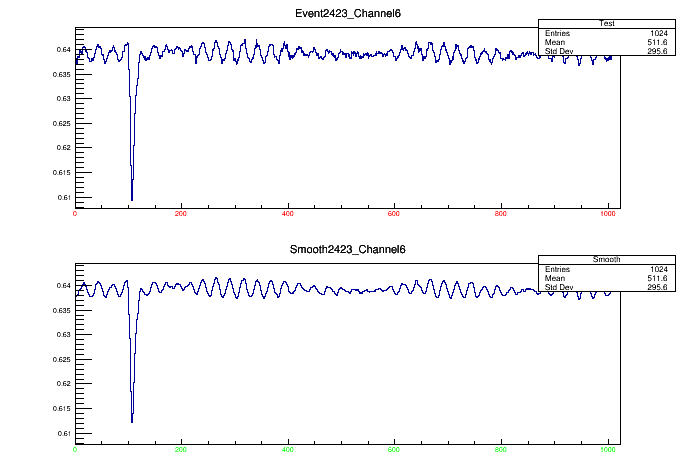 Event2423_Channel6
Test
Entries 1024
Mean 511.6
Std Dev 295.6
0.64
0.635
0.63
0.625
0.62
0.615
0.61
0 200 400 600 800 1000
Smooth2423_Channel6
Smooth
Entries 1024
Mean 511.6
Std Dev 295.6
0.64
0.635
0.63
0.625
0.62
0.615
0.61
0 200 400 600 800 1000